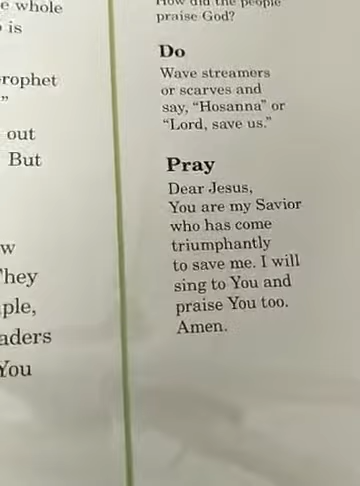 e whole
is
rophet
”
out
But
w
They
ple,
aders
You
How did the people
praise God?
Do
Wave streamers
or scarves and
say, “Hosanna” or
“Lord, save us.”
Pray
Dear Jesus,
You are my Savior
who has come
triumphantly
to save me. I will
sing to You and
praise You too.
Amen.